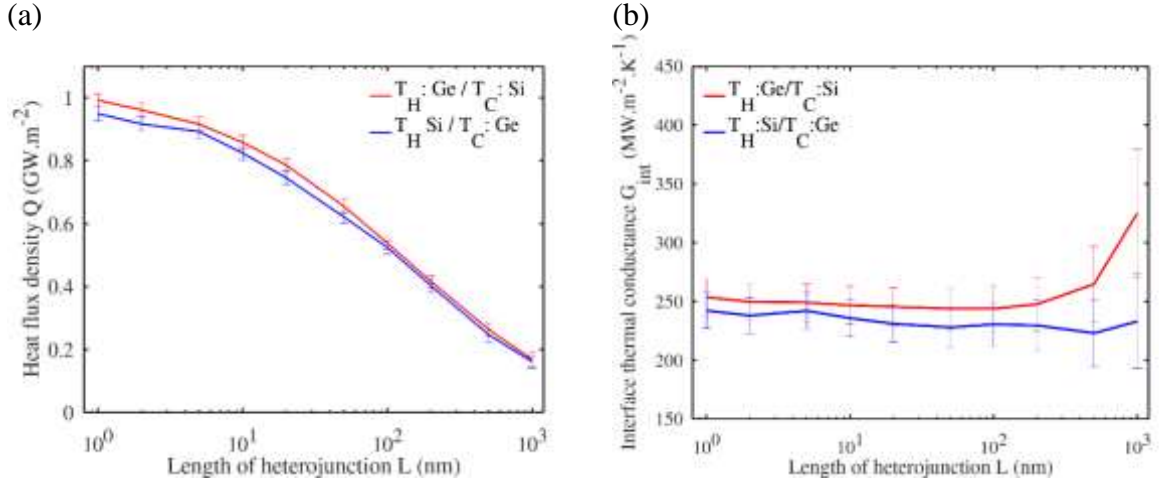 (a)
(b)
1
0.8
0.6
0.4
0.2
0
Heat flux density Q (GW.m⁻²)
T_H: Ge / T_C: Si
T_H Si / T_C: Ge
10⁰ 10¹ 10² 10³
Length of heterojunction L (nm)
450
400
350
300
250
200
150
Interface thermal conductance G_int (MW.m⁻².K⁻¹)
T_H:Ge/T_C:Si
T_H:Si/T_C:Ge
10⁰ 10¹ 10² 10³
Length of heterojunction L (nm)